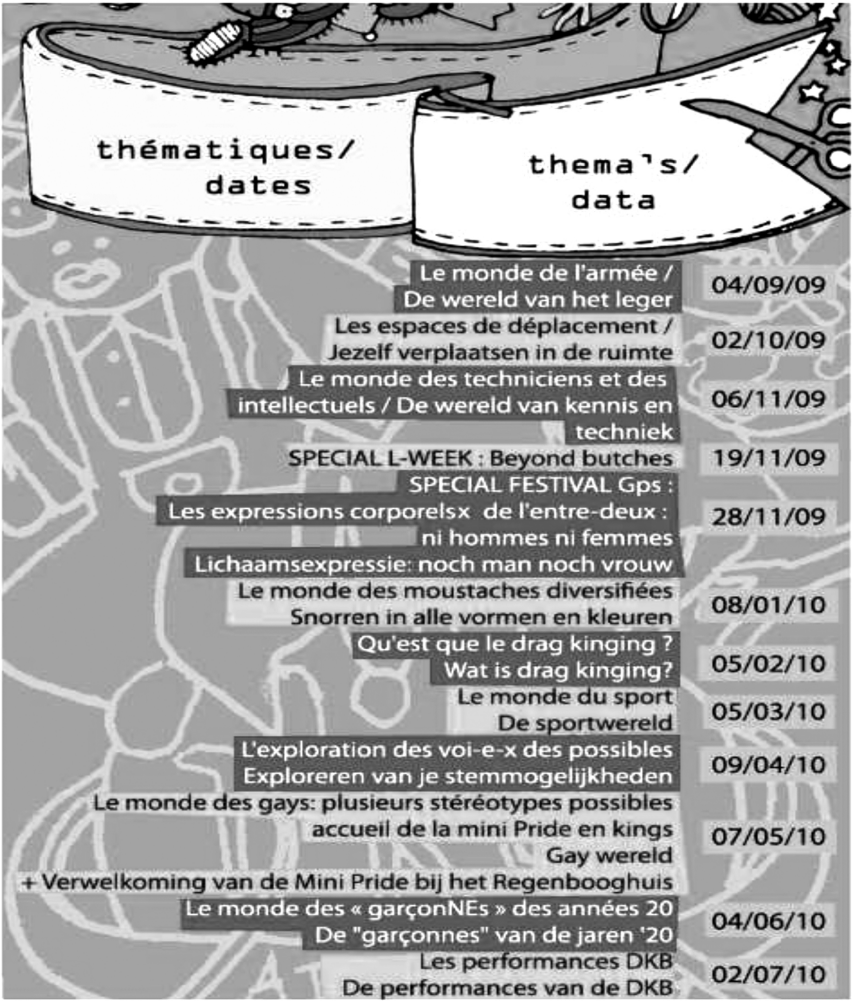 thématiques/
dates
thema's/
data
Le monde de l'armée /
De wereld van het leger
04/09/09
Les espaces de déplacement /
Jezelf verplaatsen in de ruimte
02/10/09
Le monde des techniciens et des
intellectuels / De wereld van kennis en
techniek
06/11/09
SPECIAL L-WEEK : Beyond butches
19/11/09
SPECIAL FESTIVAL Gps :
Les expressions corporelsx de l'entre-deux :
ni hommes ni femmes
Lichaamsexpressie: noch man noch vrouw
28/11/09
Le monde des moustaches diversifiées
Snorren in alle vormen en kleuren
08/01/10
Qu'est que le drag kinging ?
Wat is drag kinging?
05/02/10
Le monde du sport
De sportwereld
05/03/10
L'exploration des voi-e-x des possibles
Exploreren van je stemmogelijkheden
09/04/10
Le monde des gays: plusieurs stéréotypes possibles
accueil de la mini Pride en kings
Gay wereld
+ Verwelkoming van de Mini Pride bij het Regenbooghuis
07/05/10
Le monde des « garçonNEs » des années 20
De "garçonnes" van de jaren '20
04/06/10
Les performances DKB
De performances van de DKB
02/07/10